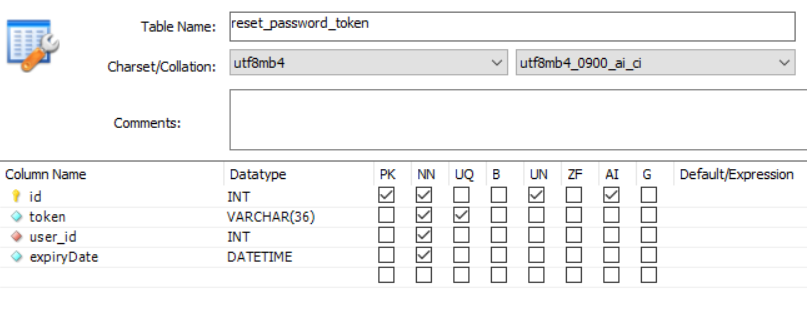 Table Name: reset_password_token
Charset/Collation: utf8mb4 utf8mb4_0900_ai_ci
Comments:
Column Name Datatype PK NN UQ B UN ZF AI G Default/Expression
id INT
token VARCHAR(36)
user_id INT
expiryDate DATETIME